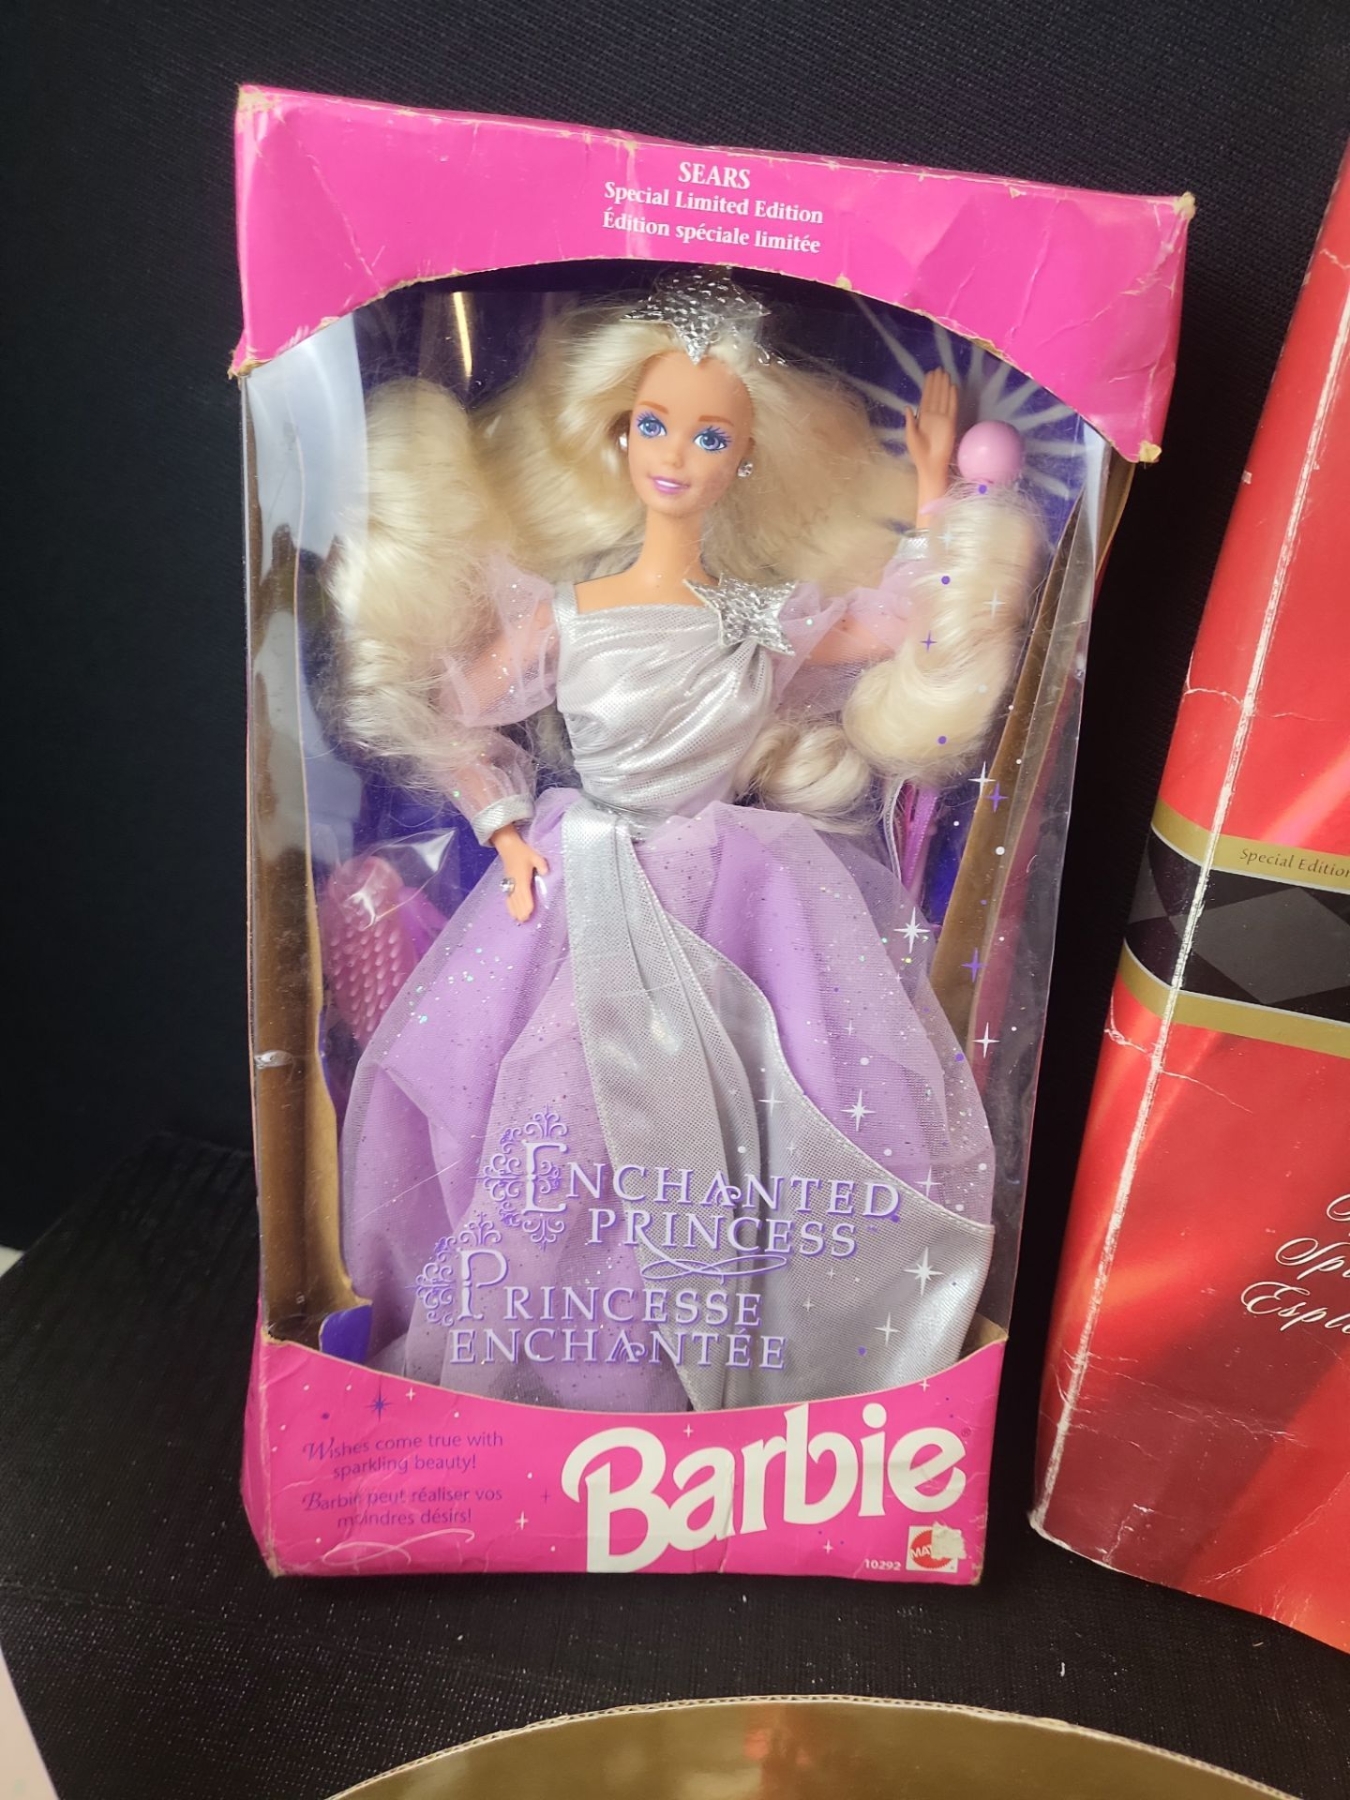 SEARS
Special Limited Edition
Édition spéciale limitée
ENCHANTED
PRINCESS™
PRINCESSE
ENCHANTÉE
Wishes come true with
sparkling beauty!
Barbie peut réaliser vos
moindres désirs!
Barbie®
10292
Special Edition